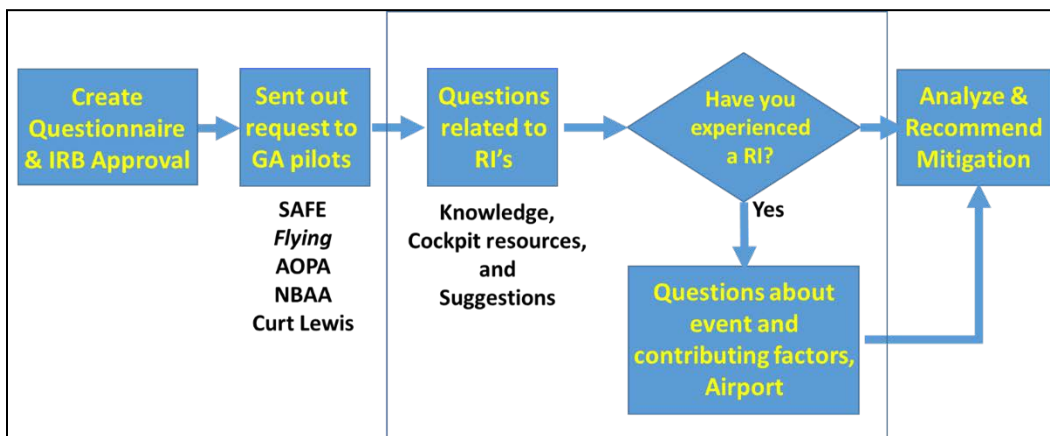 Create
Questionnaire
& IRB Approval
Sent out
request to
GA pilots
SAFE
Flying
AOPA
NBAA
Curt Lewis
Questions
related to
RI's
Knowledge,
Cockpit resources,
and
Suggestions
Have you
experienced
a RI?
Yes
Questions about
event and
contributing factors,
Airport
Analyze &
Recommend
Mitigation